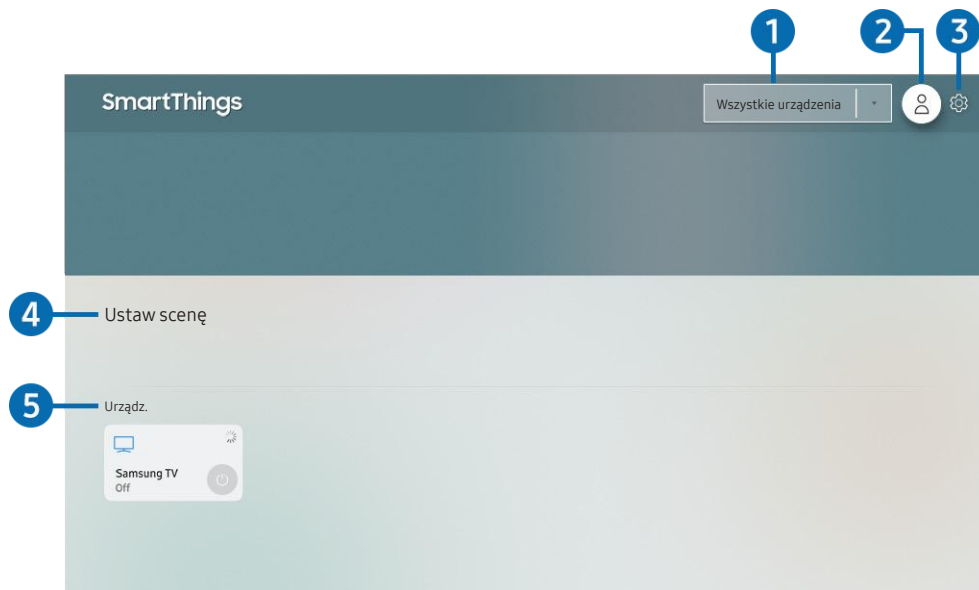 1
2
3
SmartThings
Wszystkie urządzenia
4
Ustaw scenę
5
Urządz.
Samsung TV
Off